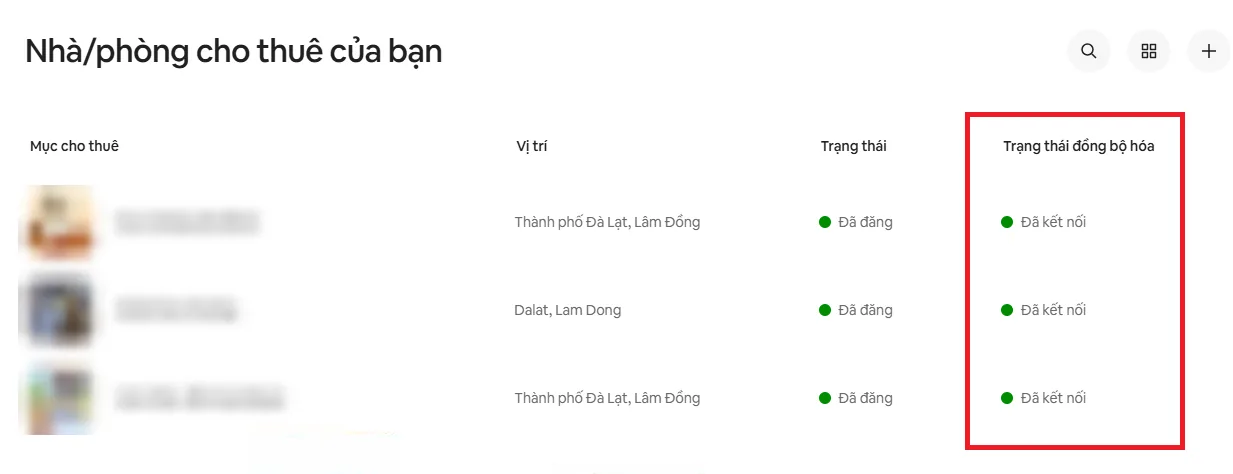 Nhà/phòng cho thuê của bạn
Mục cho thuê Vị trí Trạng thái Trạng thái đồng bộ hóa
Thành phố Đà Lạt, Lâm Đồng Đã đăng Đã kết nối
Dalat, Lam Dong Đã đăng Đã kết nối
Thành phố Đà Lạt, Lâm Đồng Đã đăng Đã kết nối